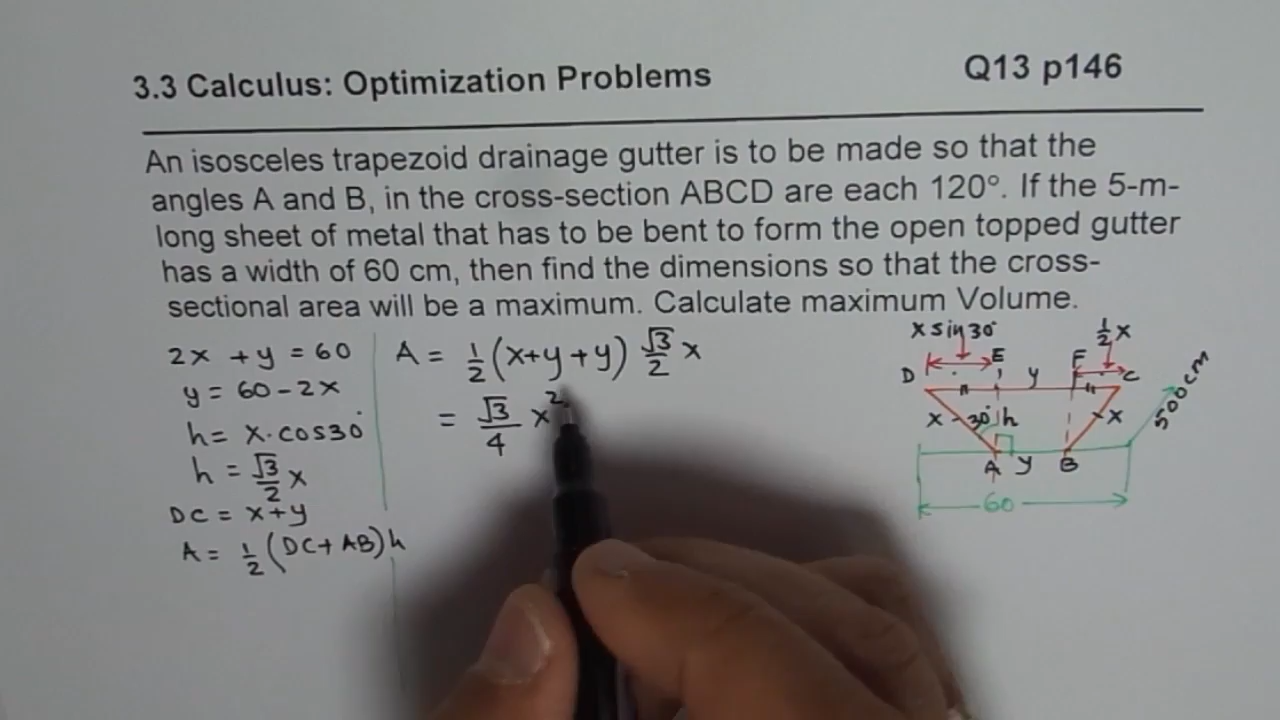 3.3 Calculus: Optimization Problems Q13 p146
An isosceles trapezoid drainage gutter is to be made so that the
angles A and B, in the cross-section ABCD are each 120°. If the 5-m-
long sheet of metal that has to be bent to form the open topped gutter
has a width of 60 cm, then find the dimensions so that the cross-
sectional area will be a maximum. Calculate maximum Volume.
2x + y = 60
y = 60 - 2x
h = x·cos30°
h = √3/2 x
DC = x+y
A = 1/2 (DC + AB)h
A = 1/2 (x+y+y) √3/2 x
= √3/4 x²
x sin30°
1/2 x
D E F C
y
x 30° h x
A y B
60
500cm